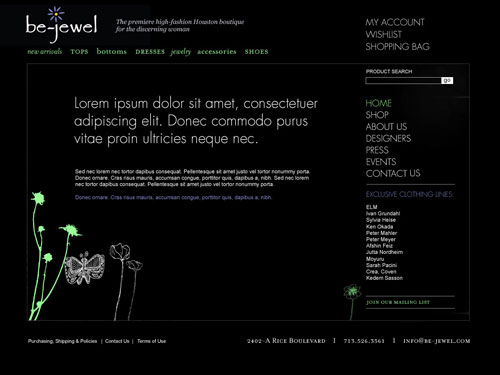 be-jewel
The premiere high-fashion Houston boutique
for the discerning woman
MY ACCOUNT
WISHLIST
SHOPPING BAG
new arrivals TOPS bottoms DRESSES jewelry accessories SHOES
PRODUCT SEARCH
go
Lorem ipsum dolor sit amet, consectetuer
adipiscing elit. Donec commodo purus
vitae proin ultricies neque nec.
HOME
SHOP
ABOUT US
DESIGNERS
PRESS
EVENTS
CONTACT US
Sed nec lorem nec tortor dapibus consequat. Pellentesque sit amet justo vel tortor nonummy porta.
Donec ornare. Cras risus mauris, accumsan congue, porttitor quis, dapibus a, nibh. Sed nec lorem
nec tortor dapibus consequat. Pellentesque sit amet justo vel tortor nonummy porta.
Donec ornare. Cras risus mauris, accumsan congue, porttitor quis, dapibus a, nibh.
EXCLUSIVE CLOTHING LINES:
ELM
Ivan Grundahl
Sylvia Heise
Ken Okada
Peter Mahler
Peter Meyer
Afshin Feiz
Jutta Nordheim
Moyuru
Sarah Pacini
Crea, Coven
Kedem Sasson
JOIN OUR MAILING LIST
Purchasing, Shipping & Policies | Contact Us | Terms of Use
2402-A RICE BOULEVARD | 713.526.3561 | INFO@BE-JEWEL.COM